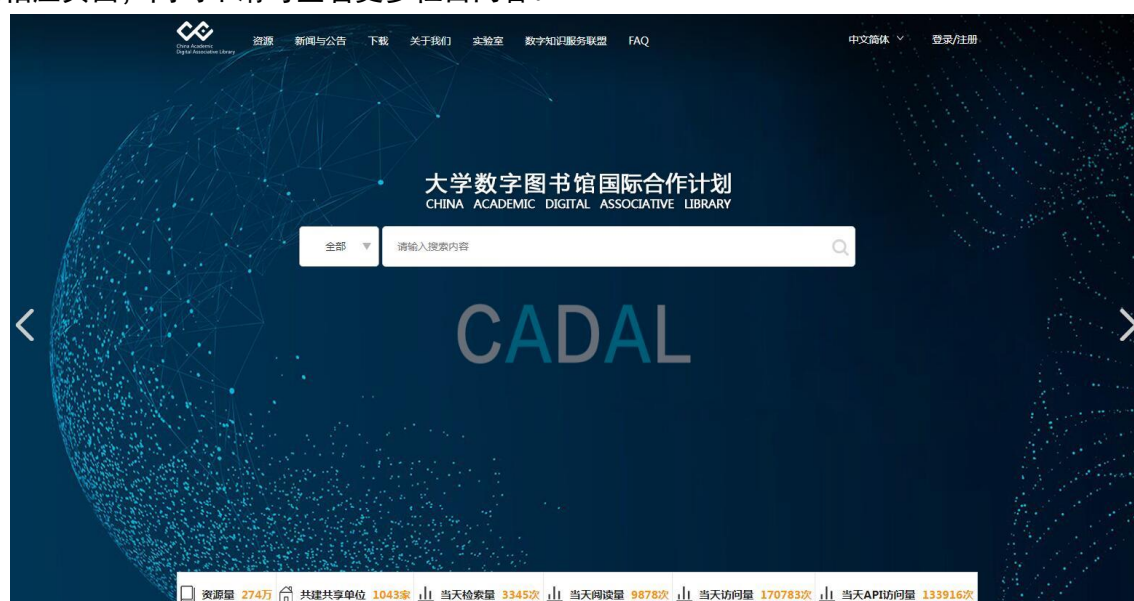 China Academic
Digital Associative Library
资源 新闻与公告 下载 关于我们 实验室 数字知识服务联盟 FAQ 中文简体 登录/注册
大学数字图书馆国际合作计划
CHINA ACADEMIC DIGITAL ASSOCIATIVE LIBRARY
全部 请输入搜索内容
CADAL
资源量 274万 共建共享单位 1043家 当天检索量 3345次 当天阅读量 9878次 当天访问量 170783次 当天API访问量 133916次